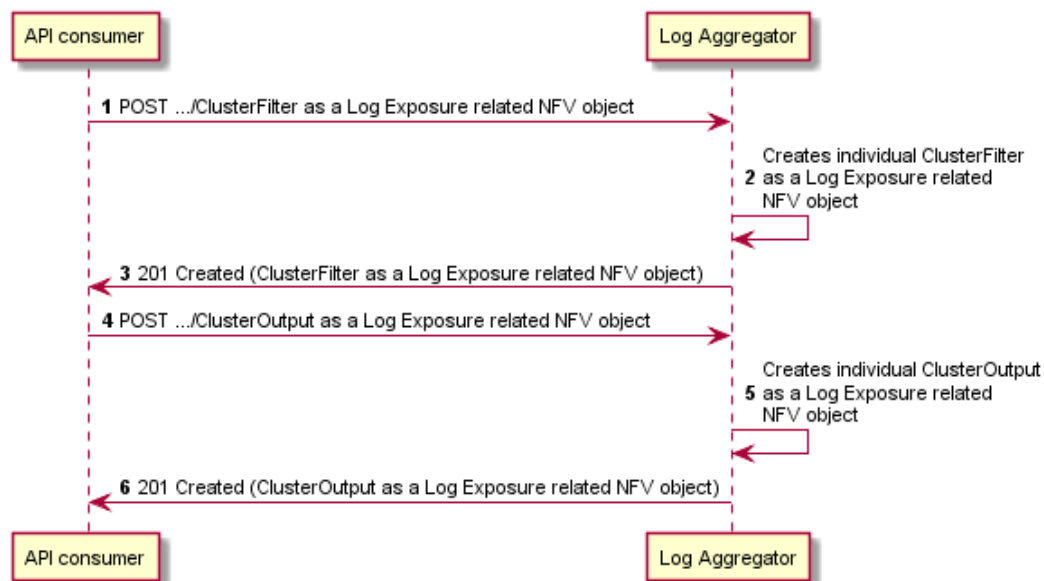 API consumer
Log Aggregator
1 POST .../ClusterFilter as a Log Exposure related NFV object
Creates individual ClusterFilter
2 as a Log Exposure related
NFV object
3 201 Created (ClusterFilter as a Log Exposure related NFV object)
4 POST .../ClusterOutput as a Log Exposure related NFV object
Creates individual ClusterOutput
5 as a Log Exposure related
NFV object
6 201 Created (ClusterOutput as a Log Exposure related NFV object)
API consumer
Log Aggregator